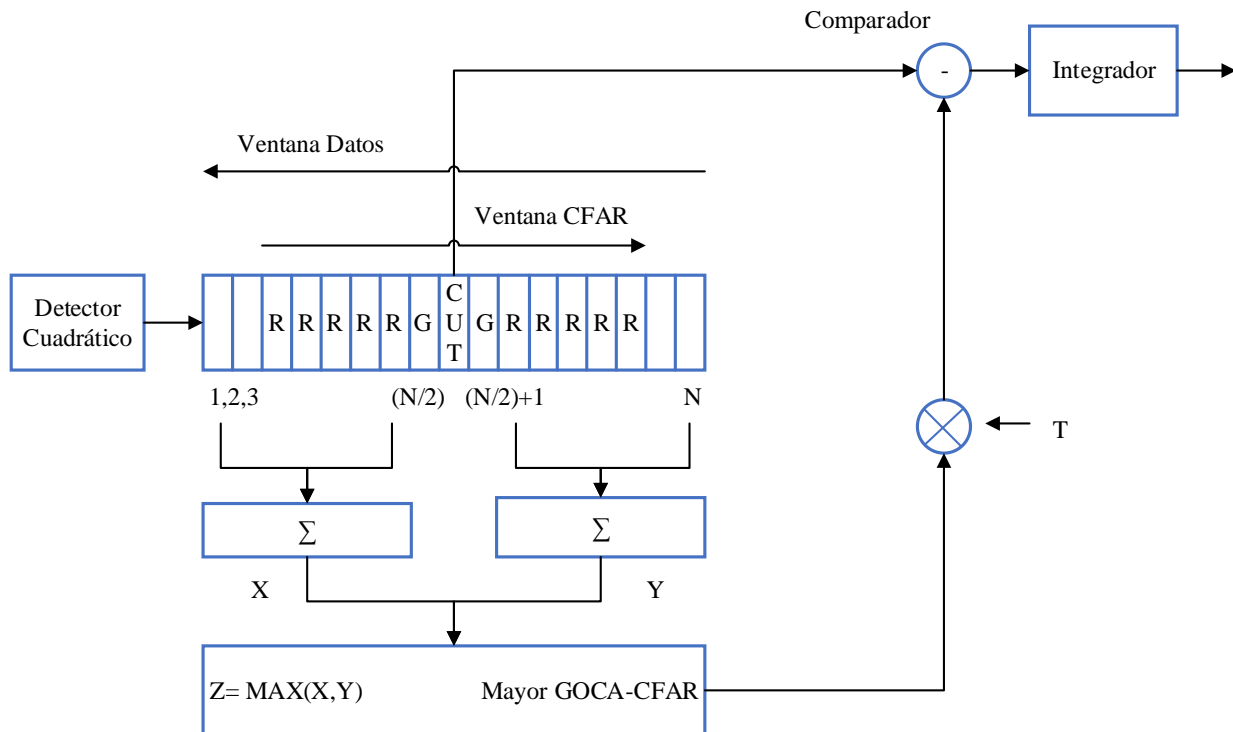 Comparador
-
Integrador
Ventana Datos
Ventana CFAR
Detector
Cuadrático
R R R R R G C U T G R R R R R
1,2,3 (N/2) (N/2)+1 N
T
∑ ∑
X Y
Z= MAX(X,Y) Mayor GOCA-CFAR